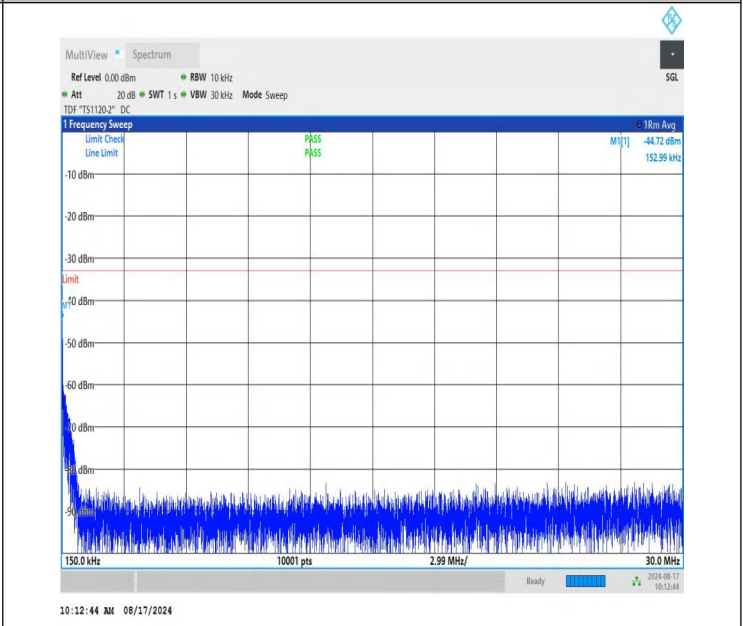 MultiView Spectrum
Ref Level 0.00 dBm RBW 10 kHz SGL
Att 20 dB SWT 1 s VBW 30 kHz Mode Sweep
TDF "TS1120-2" DC
1 Frequency Sweep 1Rm Avg
Limit Check PASS M1[1] -44.72 dBm
Line Limit PASS 152.99 kHz
-10 dBm
-20 dBm
-30 dBm
Limit
M1
-40 dBm
-50 dBm
-60 dBm
-70 dBm
-80 dBm
-90 dBm
150.0 kHz 10001 pts 2.99 MHz/ 30.0 MHz
Ready 2024-08-17
10:12:44
10:12:44 AM 08/17/2024